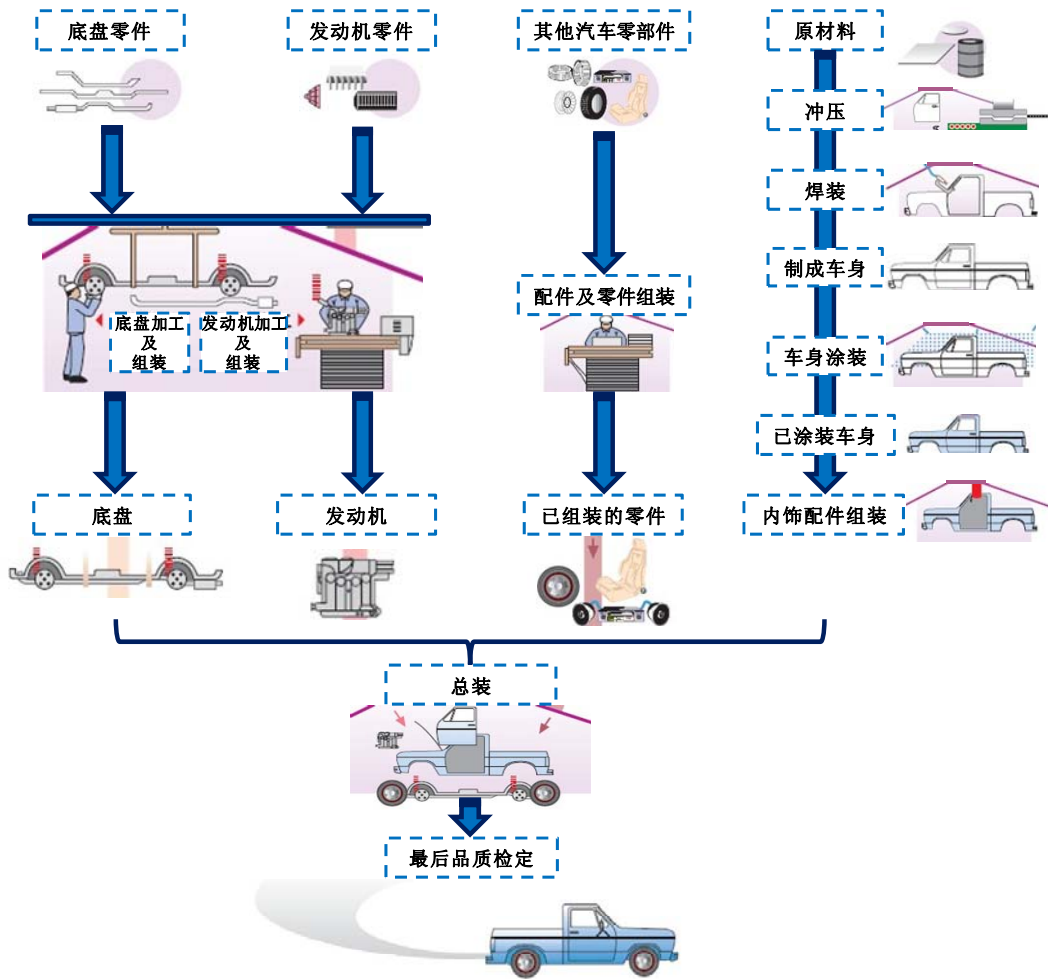 底盘零件
发动机零件
其他汽车零部件
原材料
冲压
焊装
制成车身
配件及零件组装
底盘加工
及
组装
发动机加工
及
组装
车身涂装
已涂装车身
底盘
发动机
已组装的零件
内饰配件组装
总装
最后品质检定